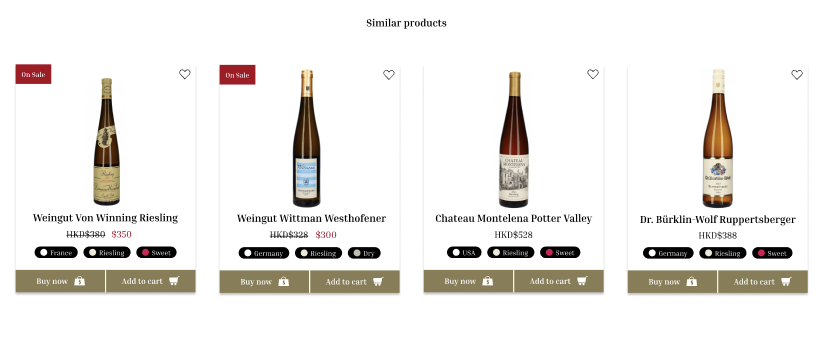 Similar products
On Sale
Weingut Von Winning Riesling
HKD$380 $350
France Riesling Sweet
Buy now Add to cart
On Sale
Weingut Wittman Westhofener
HKD$328 $300
Germany Riesling Dry
Buy now Add to cart
CHATEAU
MONTELENA
Chateau Montelena Potter Valley
HKD$528
USA Riesling Sweet
Buy now Add to cart
Dr. Bürklin-Wolf Ruppertsberger
HKD$388
Germany Riesling Sweet
Buy now Add to cart